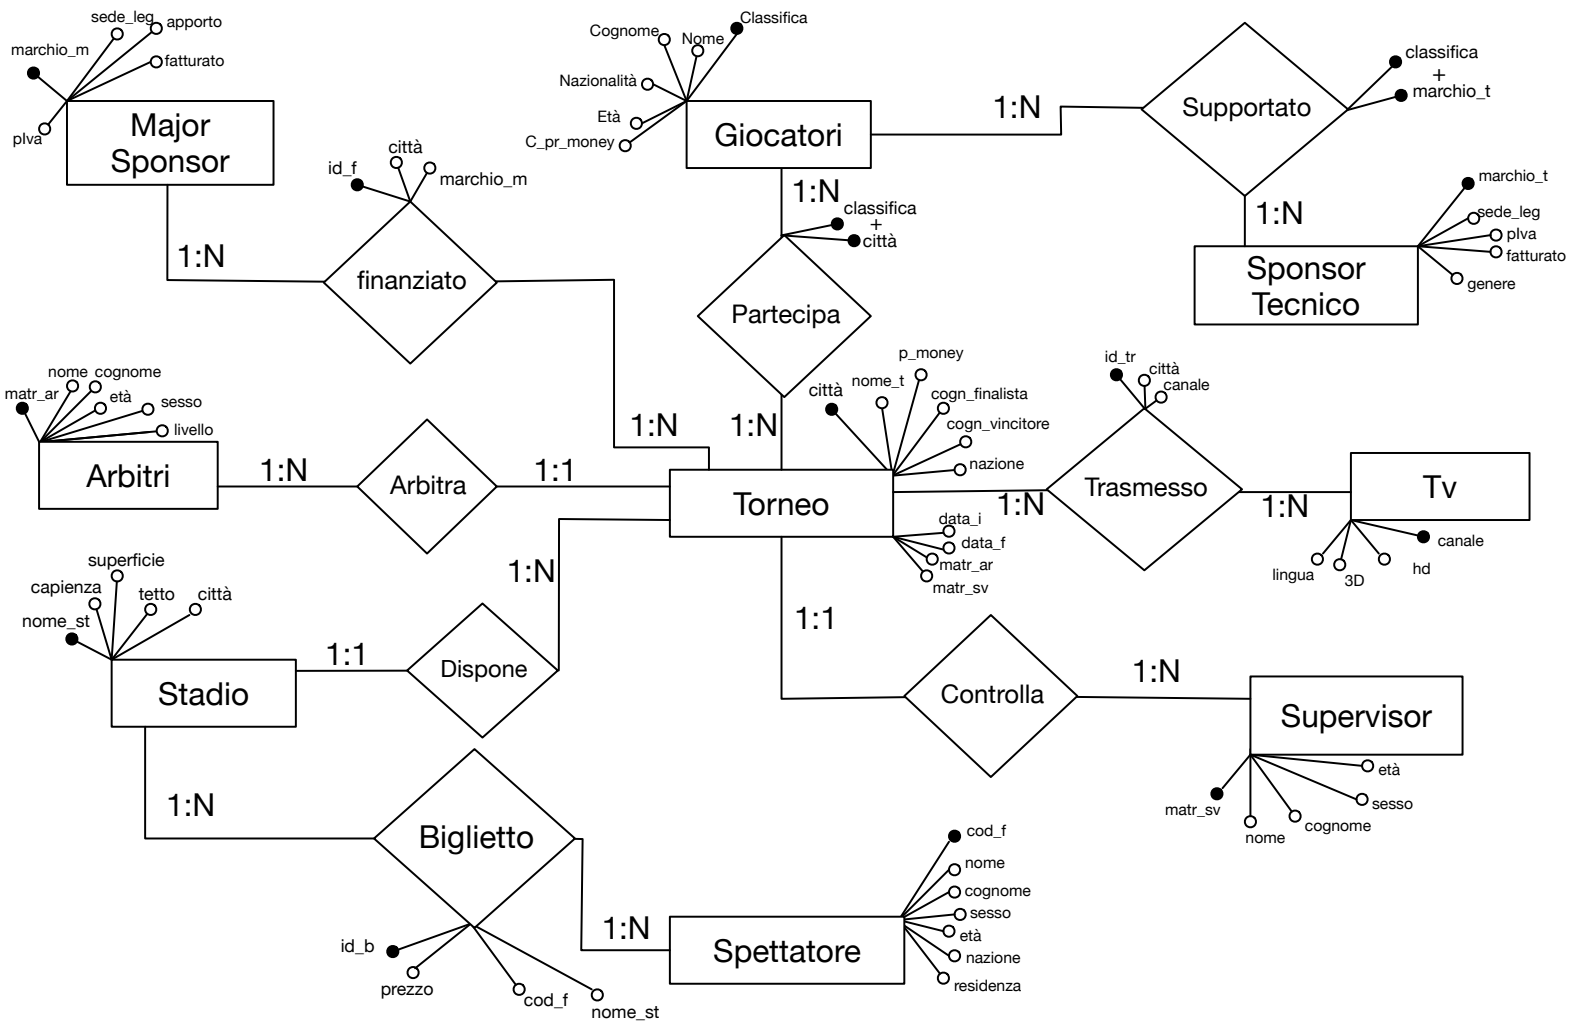 sede_leg
apporto
marchio_m
fatturato
pIva
Major
Sponsor
Classifica
Cognome
Nome
Nazionalità
Età
C_pr_money
Giocatori
1:N
Supportato
classifica
+
marchio_t
1:N
marchio_t
sede_leg
pIva
fatturato
genere
Sponsor
Tecnico
id_f
città
marchio_m
1:N
finanziato
1:N
1:N
classifica
+
città
Partecipa
1:N
matr_ar
nome
cognome
età
sesso
livello
Arbitri
1:N
Arbitra
1:1
città
nome_t
p_money
cogn_finalista
cogn_vincitore
nazione
Torneo
data_i
data_f
matr_ar
matr_sv
id_tr
città
canale
1:N
Trasmesso
1:N
Tv
canale
hd
3D
lingua
superficie
capienza
tetto
città
nome_st
Stadio
1:1
Dispone
1:N
1:1
Controlla
1:N
Supervisor
età
sesso
matr_sv
cognome
nome
1:N
Biglietto
id_b
prezzo
cod_f
nome_st
1:N
Spettatore
cod_f
nome
cognome
sesso
età
nazione
residenza